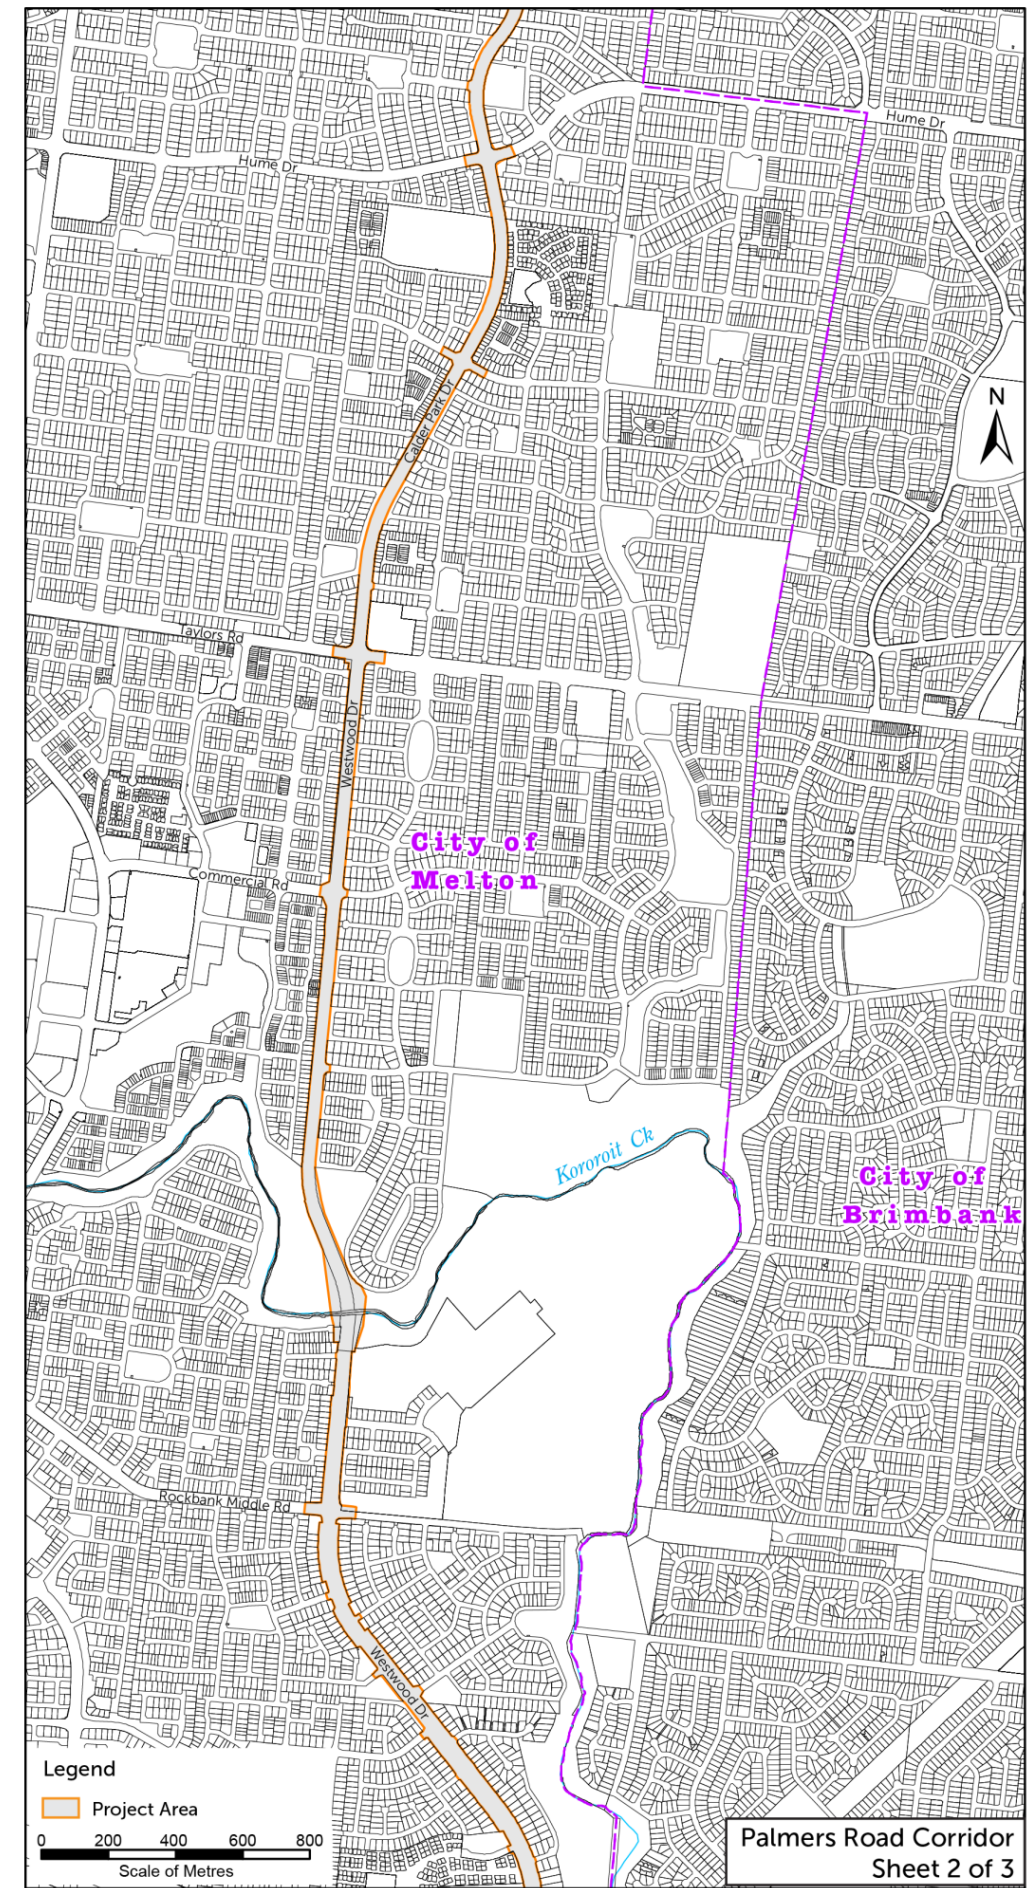 Hume Dr
Hume Dr
N
Calder Park Dr
Taylors Rd
Westwood Dr
City of
Melton
Commercial Rd
Kororoit Ck
City of
Brimbank
Rockbank Middle Rd
Westwood Dr
Legend
Project Area
0 200 400 600 800
Scale of Metres
Palmers Road Corridor
Sheet 2 of 3